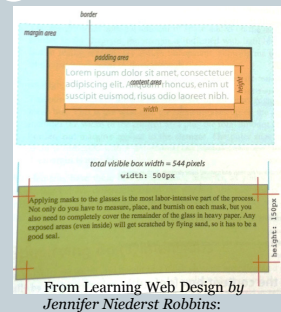 border
margin area
padding area
Lorem ipsum dolor sit amet, consectetuer
adipiscing elit. Aliquam rhoncus, enim ut
content area
suscipit euismod, risus odio laoreet nibh.
height
width
total visible box width = 544 pixels
width: 500px
Applying masks to the glasses is the most labor-intensive part of the process.
Not only do you have to measure, place, and burnish on each mask, but you
also need to completely cover the remainder of the glass in heavy paper. Any
exposed areas (even inside) will get scratched by flying sand, so it has to be a
good seal.
height: 150px
From Learning Web Design by
Jennifer Niederst Robbins: